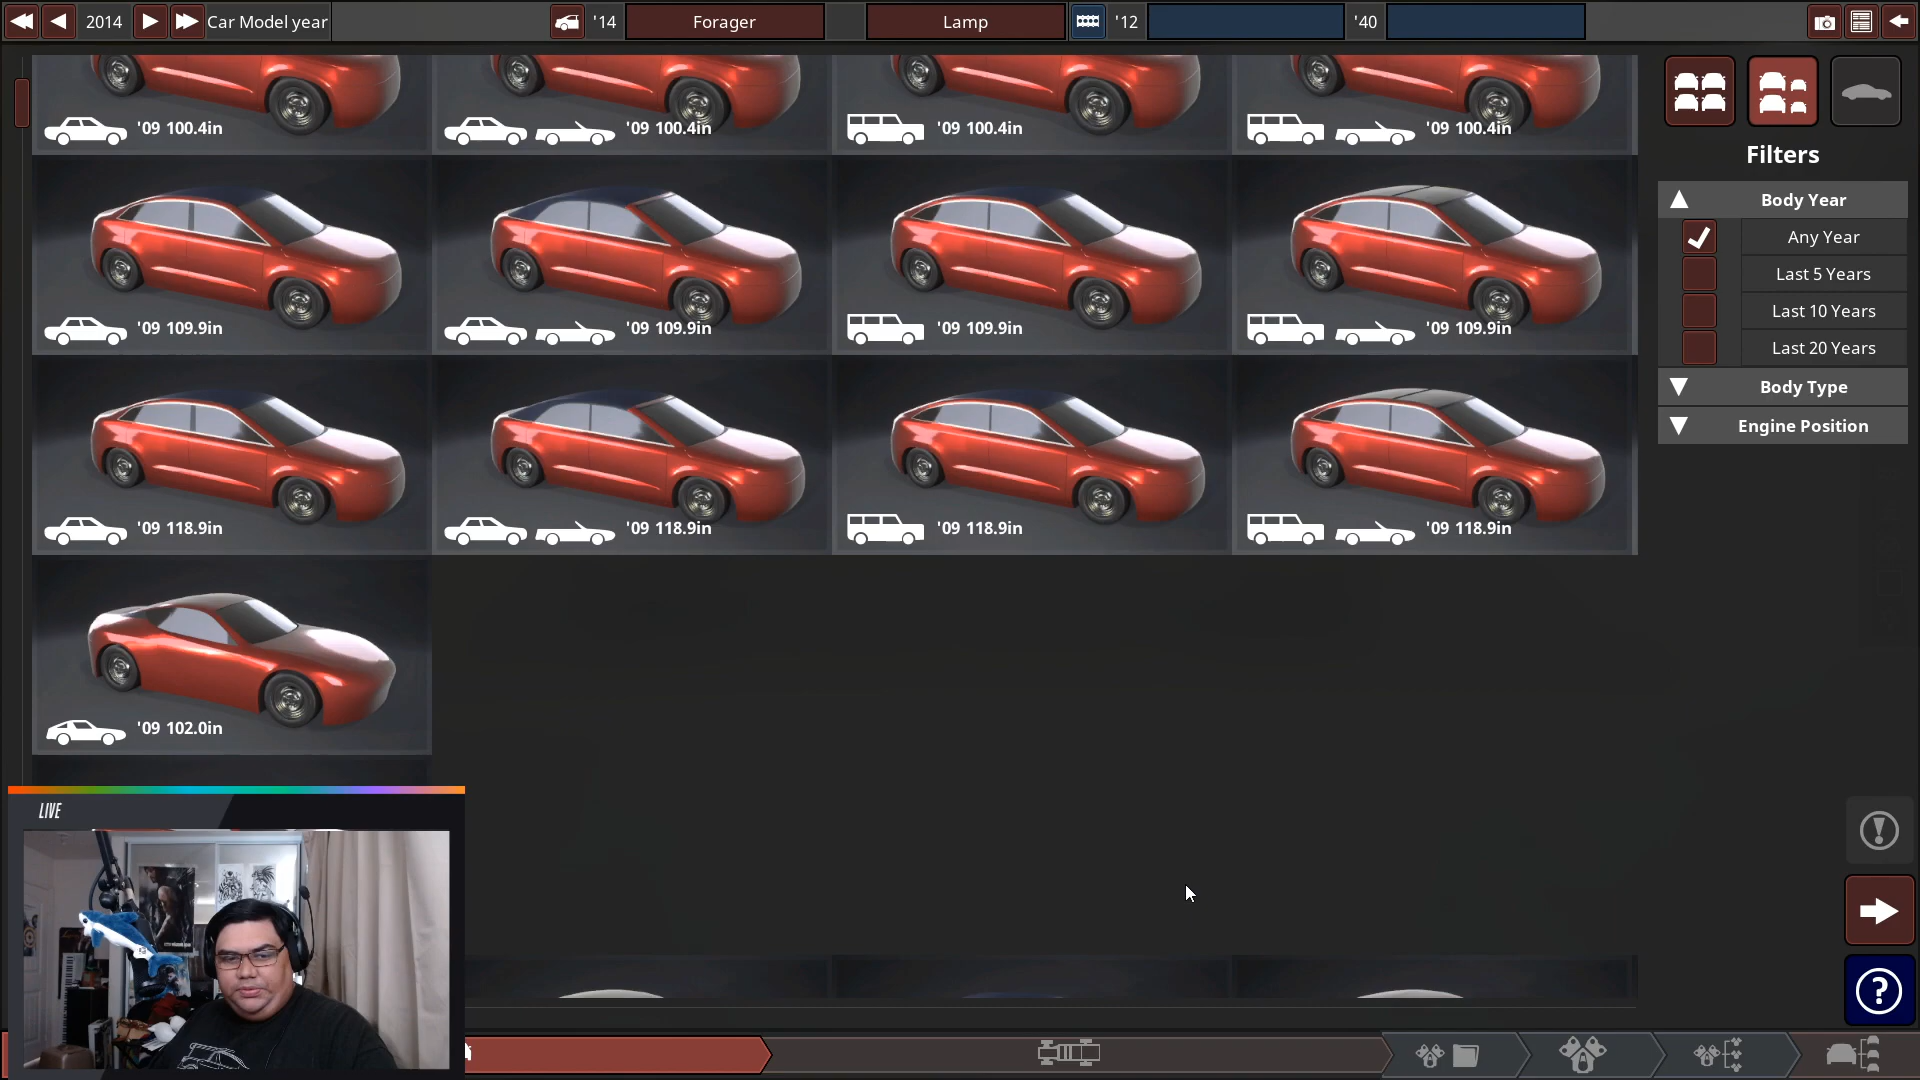 2014 Car Model year '14 Forager Lamp '12 '40
'09 100.4in '09 100.4in '09 100.4in '09 100.4in
Filters
Body Year
Any Year
Last 5 Years
Last 10 Years
Last 20 Years
Body Type
Engine Position
'09 109.9in '09 109.9in '09 109.9in '09 109.9in
'09 118.9in '09 118.9in '09 118.9in '09 118.9in
'09 102.0in
LIVE
?